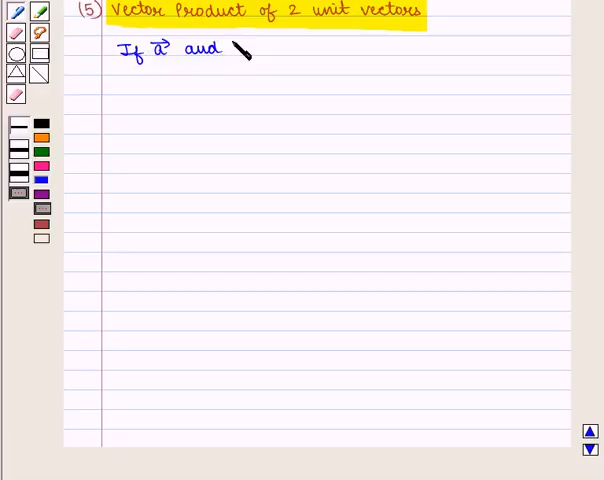 (5) Vector Product of 2 unit vectors
If a⃗ and